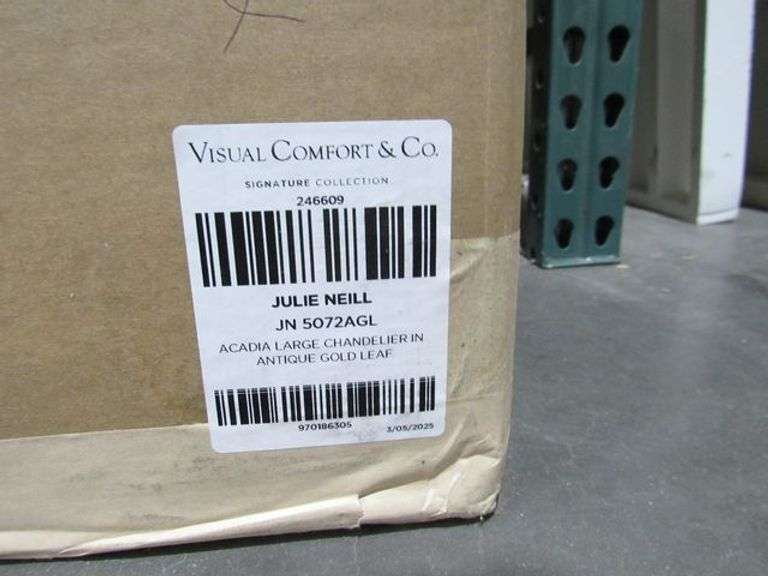 VISUAL COMFORT & CO.
SIGNATURE COLLECTION
246609
JULIE NEILL
JN 5072AGL
ACADIA LARGE CHANDELIER IN
ANTIQUE GOLD LEAF
970186305 3/05/2025